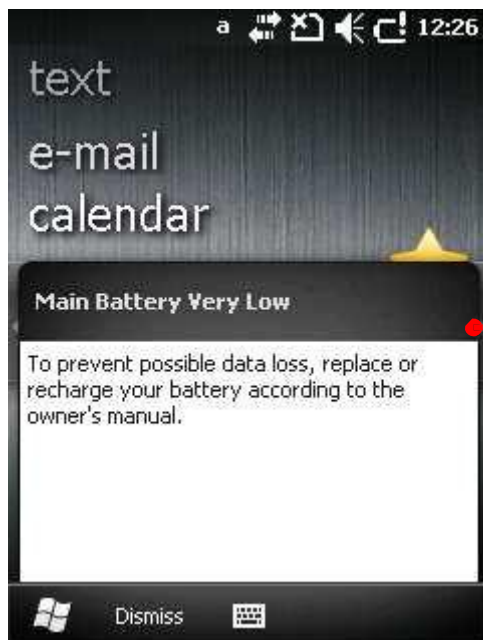 a 12:26
text
e-mail
calendar
Main Battery Very Low
To prevent possible data loss, replace or
recharge your battery according to the
owner's manual.
Dismiss